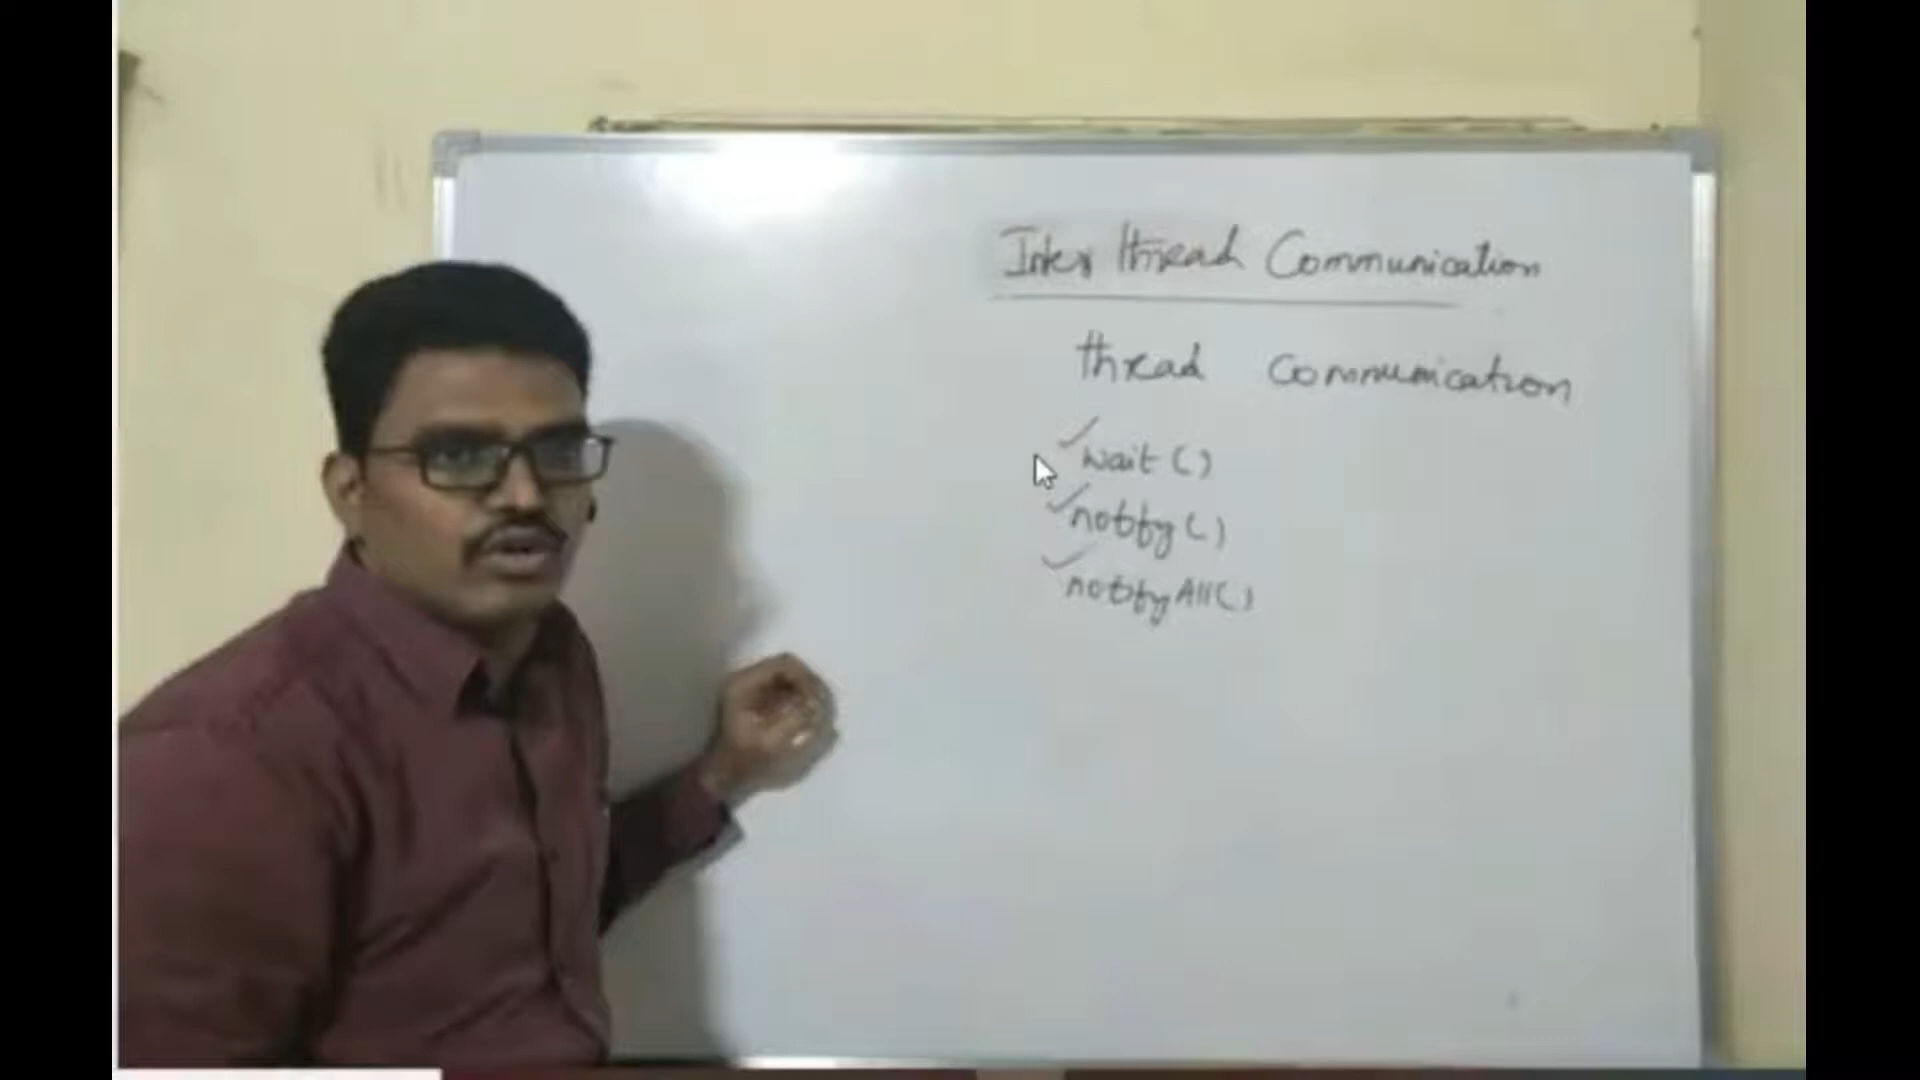 Inter thread Communication
thread communication
wait()
notify()
notifyAll()